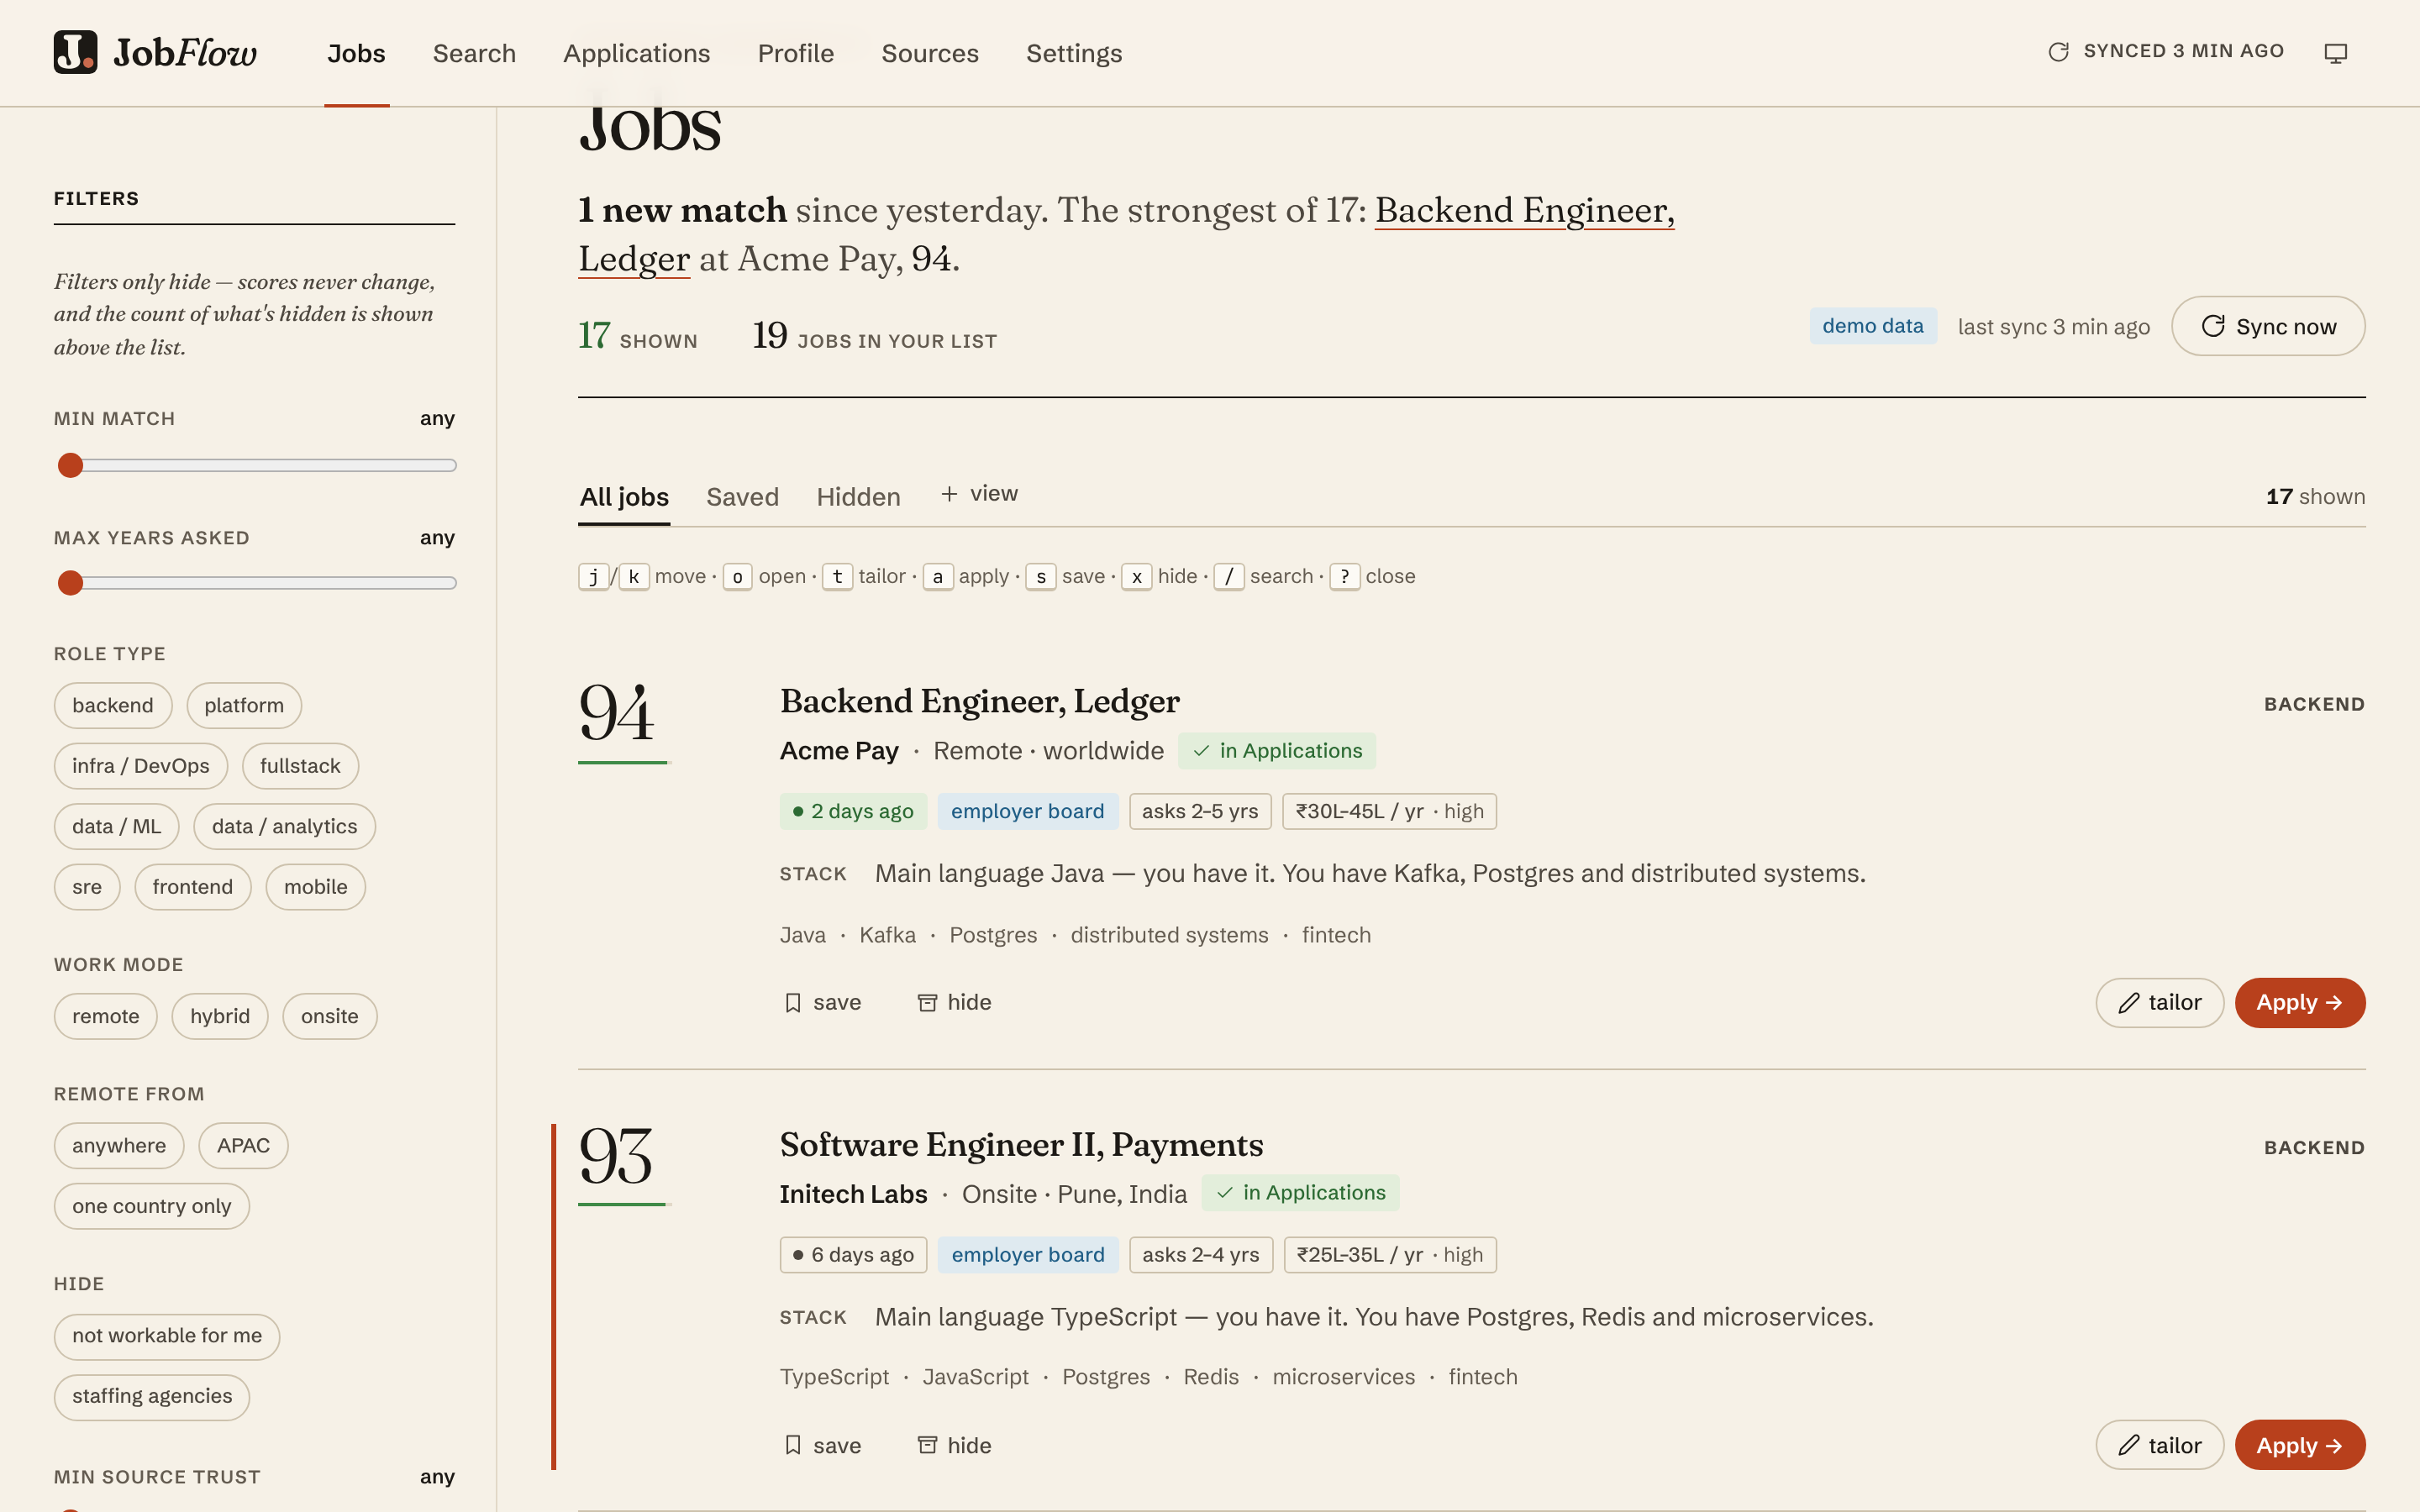 J. JobFlow Jobs Search Applications Profile Sources Settings SYNCED 3 MIN AGO
FILTERS
Filters only hide — scores never change,
and the count of what's hidden is shown
above the list.
MIN MATCH any
MAX YEARS ASKED any
ROLE TYPE
backend platform
infra / DevOps fullstack
data / ML data / analytics
sre frontend mobile
WORK MODE
remote hybrid onsite
REMOTE FROM
anywhere APAC
one country only
HIDE
not workable for me
staffing agencies
MIN SOURCE TRUST any
Jobs
1 new match since yesterday. The strongest of 17: Backend Engineer,
Ledger at Acme Pay, 94.
17 SHOWN 19 JOBS IN YOUR LIST
demo data last sync 3 min ago Sync now
All jobs Saved Hidden + view 17 shown
j/k move · o open · t tailor · a apply · s save · x hide · / search · ? close
94 Backend Engineer, Ledger BACKEND
Acme Pay · Remote · worldwide ✓ in Applications
● 2 days ago employer board asks 2–5 yrs ₹30L–45L / yr · high
STACK Main language Java — you have it. You have Kafka, Postgres and distributed systems.
Java · Kafka · Postgres · distributed systems · fintech
save hide tailor Apply →
93 Software Engineer II, Payments BACKEND
Initech Labs · Onsite · Pune, India ✓ in Applications
● 6 days ago employer board asks 2–4 yrs ₹25L–35L / yr · high
STACK Main language TypeScript — you have it. You have Postgres, Redis and microservices.
TypeScript · JavaScript · Postgres · Redis · microservices · fintech
save hide tailor Apply →